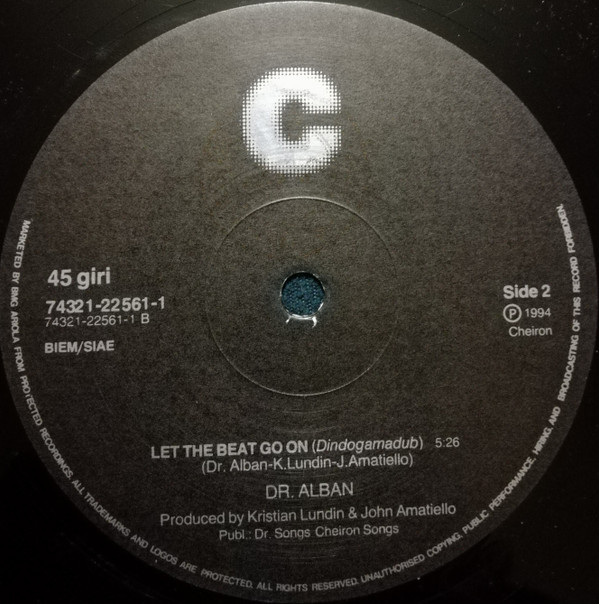 C
45 giri
74321-22561-1
74321-22561-1 B
BIEM/SIAE
Side 2
Ⓟ 1994
Cheiron
LET THE BEAT GO ON (Dindogamadub) 5:26
(Dr. Alban-K.Lundin-J.Amatiello)
DR. ALBAN
Produced by Kristian Lundin & John Amatiello
Publ.: Dr. Songs Cheiron Songs
MARKETED BY BMG ARIOLA FROM PROTECTED RECORDINGS. ALL TRADEMARKS AND LOGOS ARE PROTECTED. ALL RIGHTS RESERVED. UNAUTHORISED COPYING, PUBLIC PERFORMANCE, HIRING, AND BROADCASTING OF THIS RECORD FORBIDDEN.